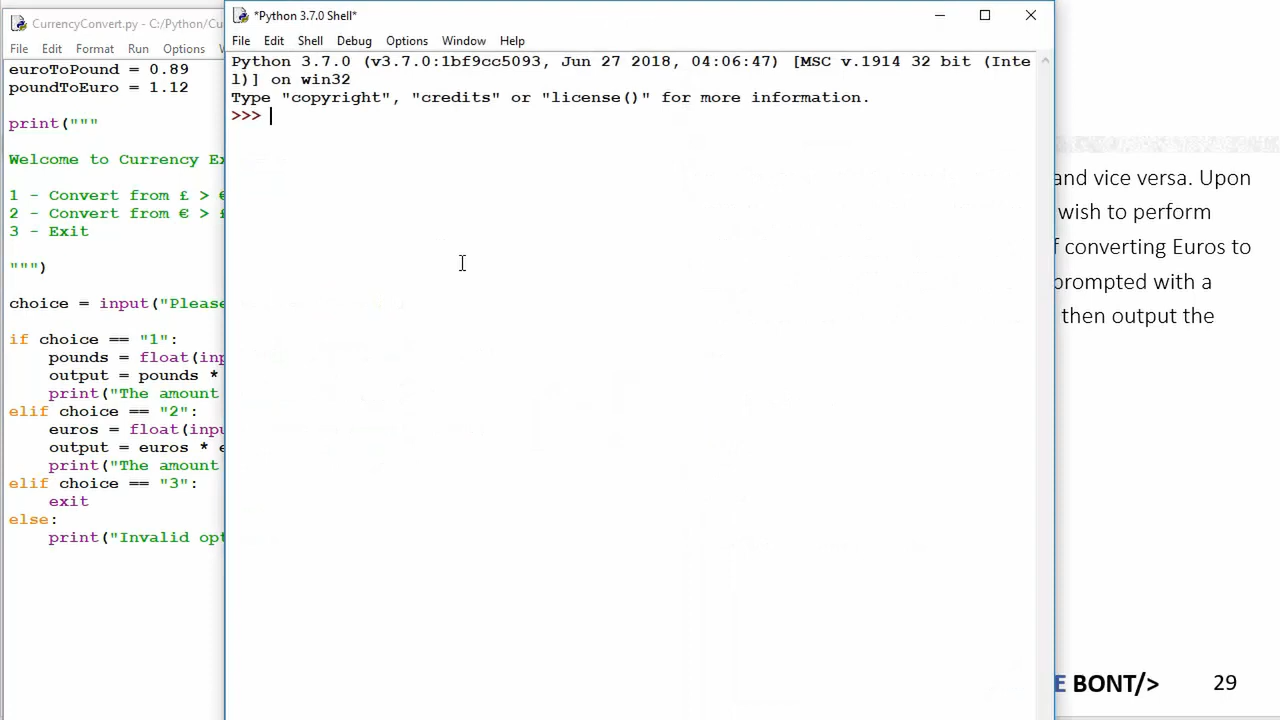 CurrencyConvert.py - C:/Python/Cu
File Edit Format Run Options
euroToPound = 0.89
poundToEuro = 1.12
print("""
Welcome to Currency Ex
1 - Convert from £ > €
2 - Convert from € > £
3 - Exit
""")
choice = input("Please
if choice == "1":
pounds = float(inp
output = pounds *
print("The amount
elif choice == "2":
euros = float(inpu
output = euros * e
print("The amount
elif choice == "3":
exit
else:
print("Invalid opt
*Python 3.7.0 Shell*
File Edit Shell Debug Options Window Help
Python 3.7.0 (v3.7.0:1bf9cc5093, Jun 27 2018, 04:06:47) [MSC v.1914 32 bit (Inte
l)] on win32
Type "copyright", "credits" or "license()" for more information.
>>>
and vice versa. Upon
wish to perform
f converting Euros to
prompted with a
then output the
E BONT/>
29